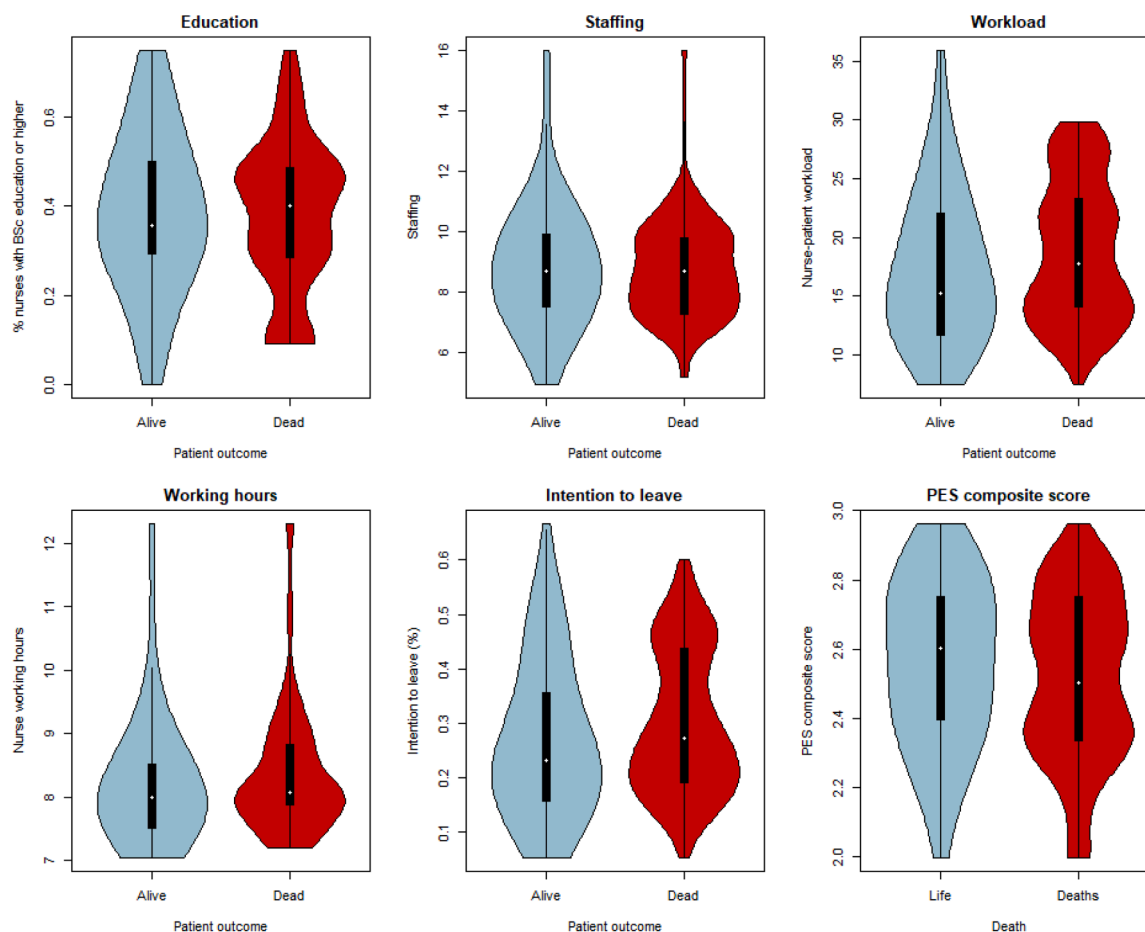 Education
% nurses with BSc education or higher
0.0
0.2
0.4
0.6
Alive
Dead
Patient outcome
Staffing
Staffing
6
8
10
12
14
16
Alive
Dead
Patient outcome
Workload
Nurse-patient workload
10
15
20
25
30
35
Alive
Dead
Patient outcome
Working hours
Nurse working hours
7
8
9
10
11
12
Alive
Dead
Patient outcome
Intention to leave
Intention to leave (%)
0.1
0.2
0.3
0.4
0.5
0.6
Alive
Dead
Patient outcome
PES composite score
PES composite score
2.0
2.2
2.4
2.6
2.8
3.0
Life
Deaths
Death